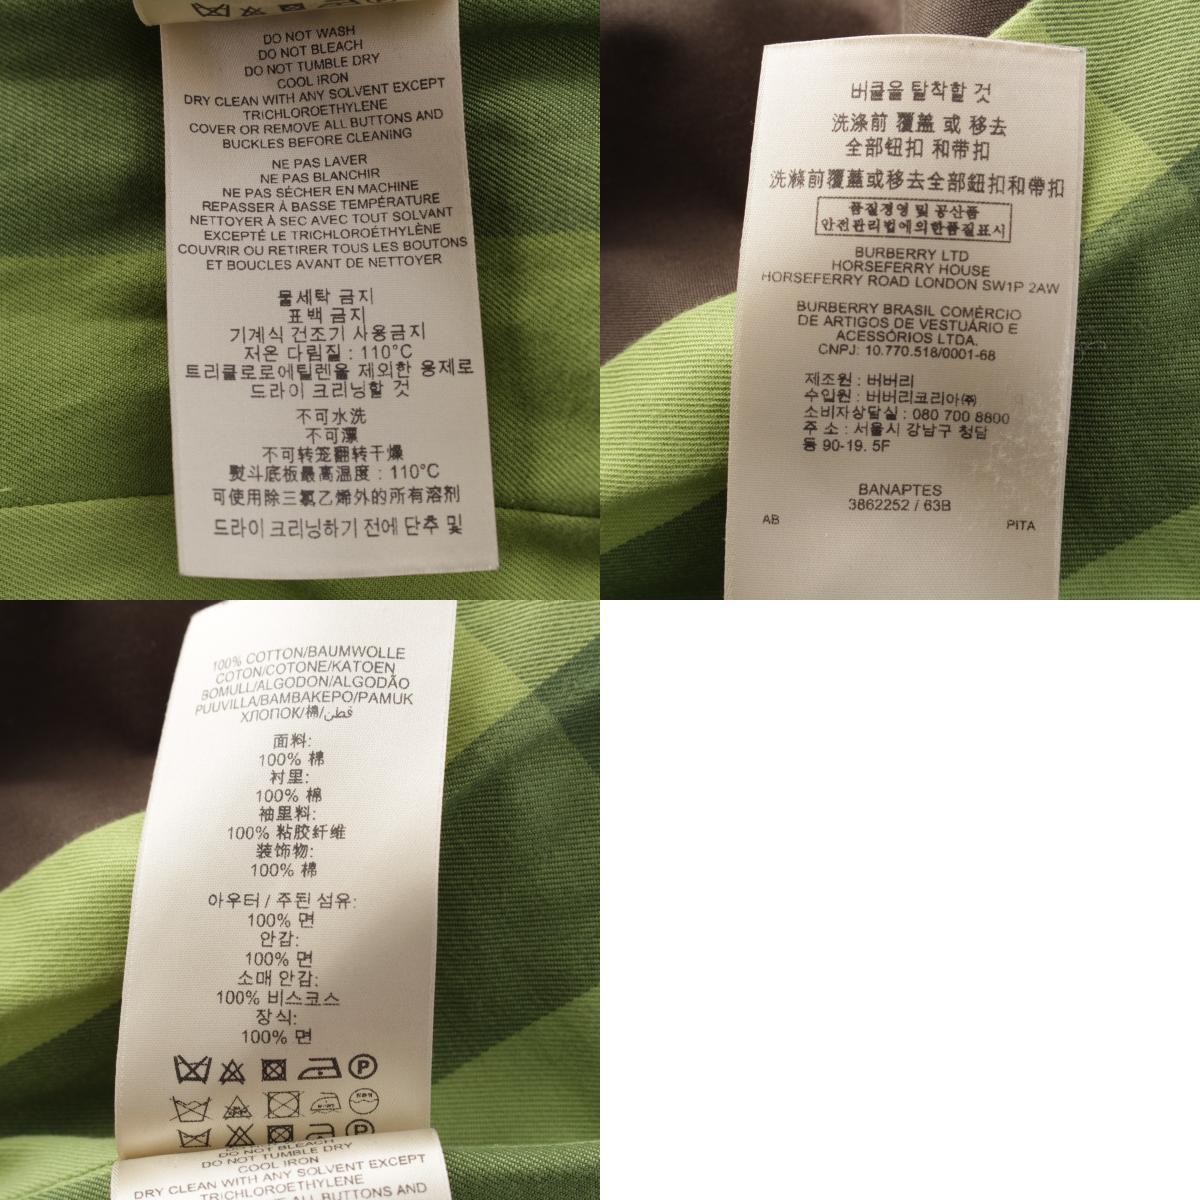 DO NOT WASH
DO NOT BLEACH
DO NOT TUMBLE DRY
COOL IRON
DRY CLEAN WITH ANY SOLVENT EXCEPT
TRICHLOROETHYLENE
COVER OR REMOVE ALL BUTTONS AND
BUCKLES BEFORE CLEANING
NE PAS LAVER
NE PAS BLANCHIR
NE PAS SÉCHER EN MACHINE
REPASSER À BASSE TEMPÉRATURE
NETTOYER À SEC AVEC TOUT SOLVANT
EXCEPTÉ LE TRICHLOROÉTHYLÈNE
COUVRIR OU RETIRER TOUS LES BOUTONS
ET BOUCLES AVANT DE NETTOYER
물세탁 금지
표백 금지
기계식 건조기 사용금지
저온 다림질 : 110°C
트리클로로에틸렌을 제외한 용제로
드라이 크리닝할 것
不可水洗
不可漂
不可转笼翻转干燥
熨斗底板最高温度 : 110°C
可使用除三氯乙烯外的所有溶剂
드라이 크리닝하기 전에 단추 및
버클을 탈착할 것
洗涤前 覆盖 或 移去
全部钮扣 和带扣
洗滌前覆蓋或移去全部鈕扣和帶扣
품질경영 및 공산품
안전관리법에의한품질표시
BURBERRY LTD
HORSEFERRY HOUSE
HORSEFERRY ROAD LONDON SW1P 2AW
BURBERRY BRASIL COMÉRCIO
DE ARTIGOS DE VESTUÁRIO E
ACESSÓRIOS LTDA.
CNPJ: 10.770.518/0001-68
제조원 : 버버리
수입원 : 버버리코리아㈜
소비자상담실 : 080 700 8800
주 소 : 서울시 강남구 청담
동 90-19. 5F
BANAPTES
3862252 / 63B
AB PITA
100% COTTON/BAUMWOLLE
COTON/COTONE/KATOEN
BOMULL/ALGODON/ALGODÃO
PUUVILLA/BAMBAKEPO/PAMUK
ХЛОПОК/棉/قطن
面料:
100% 棉
衬里:
100% 棉
袖里料:
100% 粘胶纤维
装饰物:
100% 棉
아우터 / 주된 섬유:
100% 면
안감:
100% 면
소매 안감:
100% 비스코스
장식:
100% 면
P
DO NOT BLEACH
DO NOT TUMBLE DRY
COOL IRON
DRY CLEAN WITH ANY SOLVENT EXCEPT
TRICHLOROETHYLENE
ALL BUTTONS AND